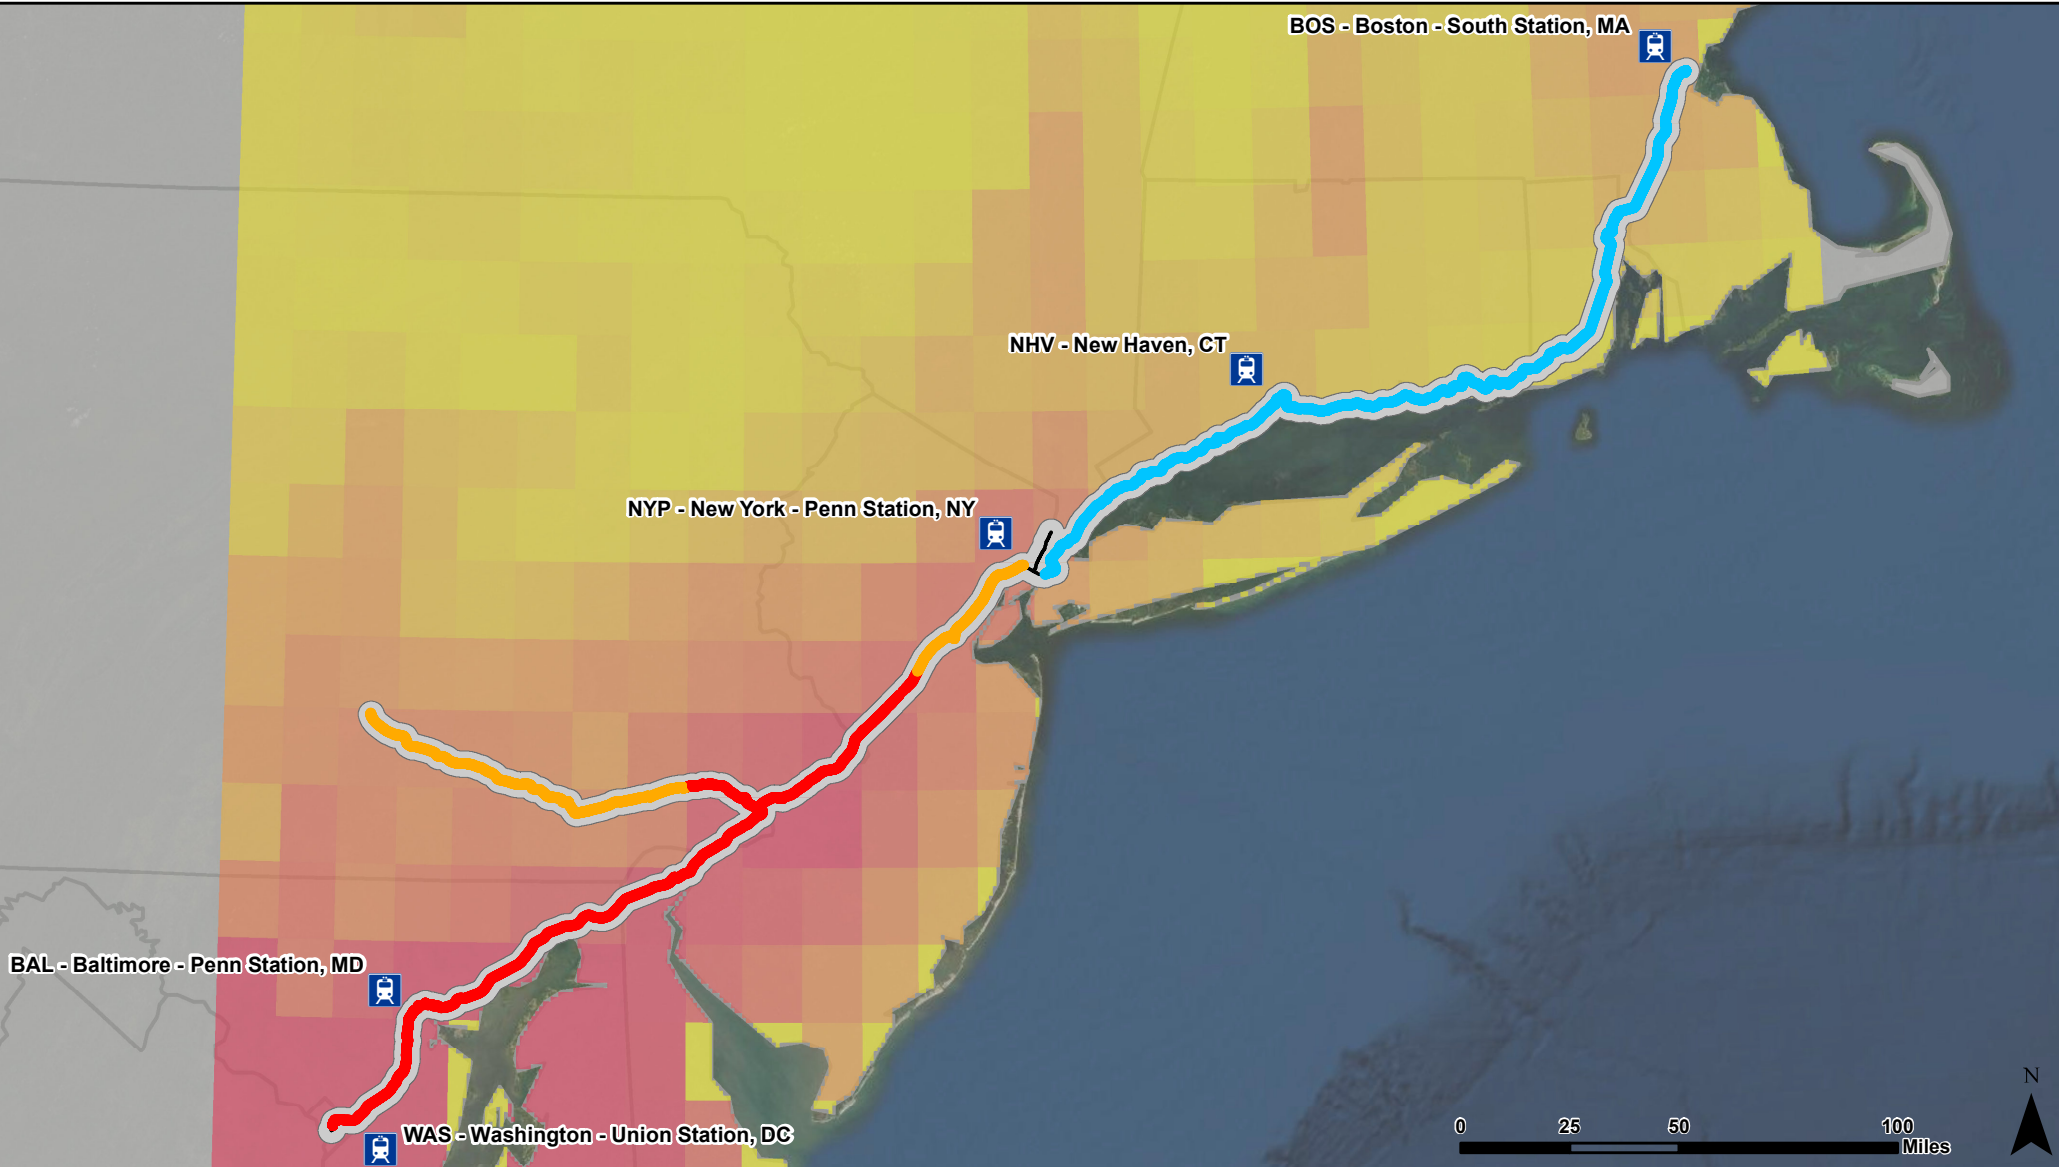 BOS - Boston - South Station, MA
NHV - New Haven, CT
NYP - New York - Penn Station, NY
BAL - Baltimore - Penn Station, MD
WAS - Washington - Union Station, DC
N
0 25 50 100
Miles